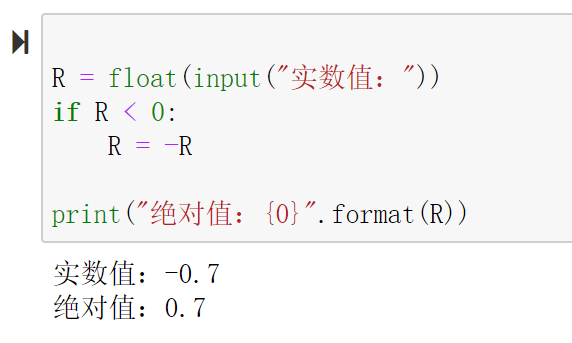 R = float(input("实数值："))
if R < 0:
    R = -R
print("绝对值：{0}".format(R))
实数值：-0.7
绝对值：0.7